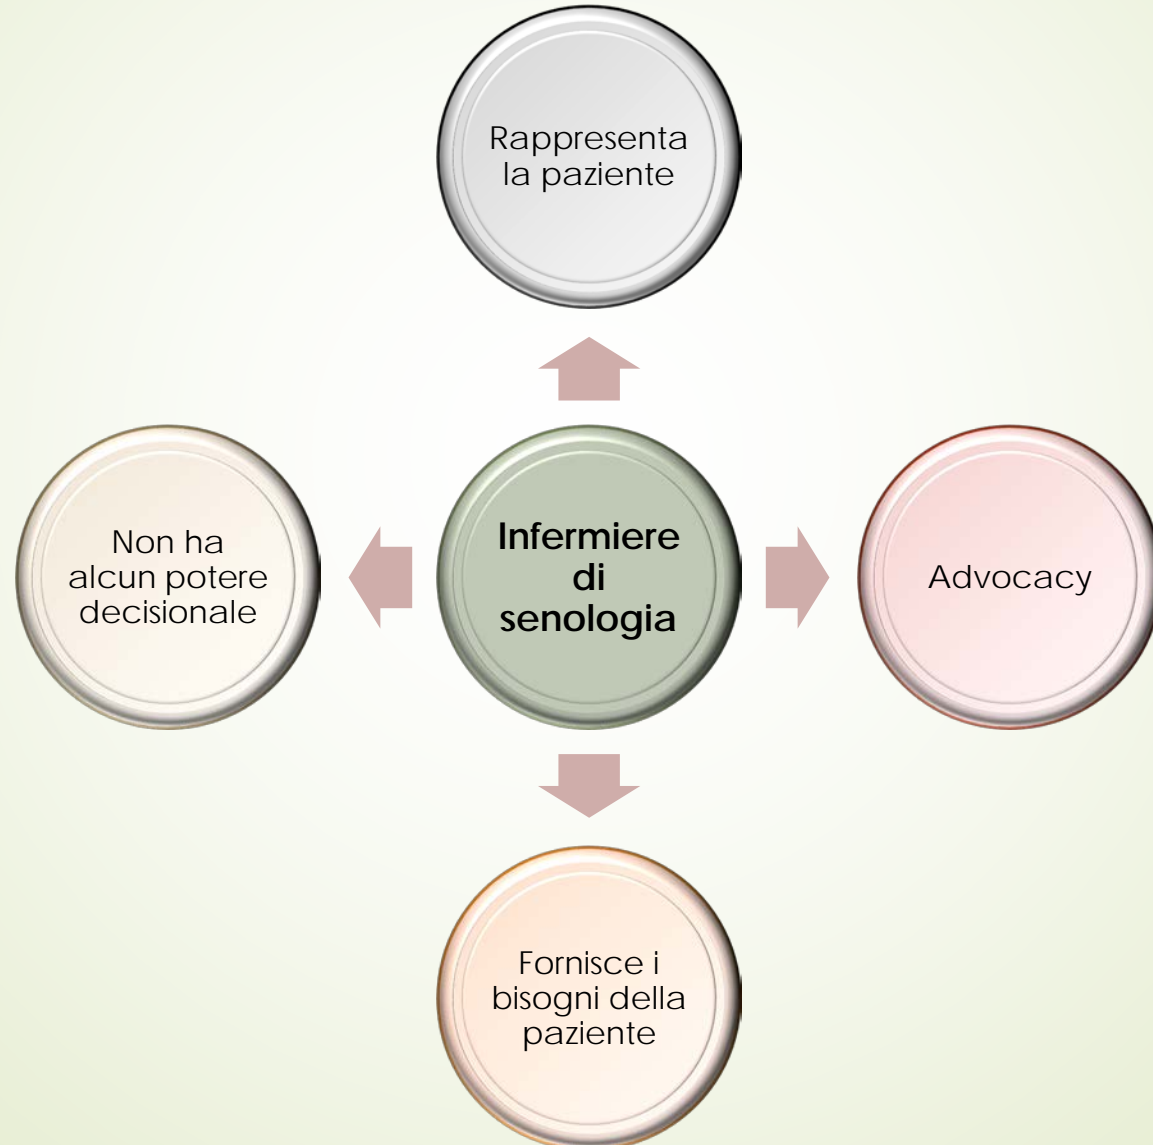 Rappresenta
la paziente
Non ha
alcun potere
decisionale
Infermiere
di
senologia
Advocacy
Fornisce i
bisogni della
paziente